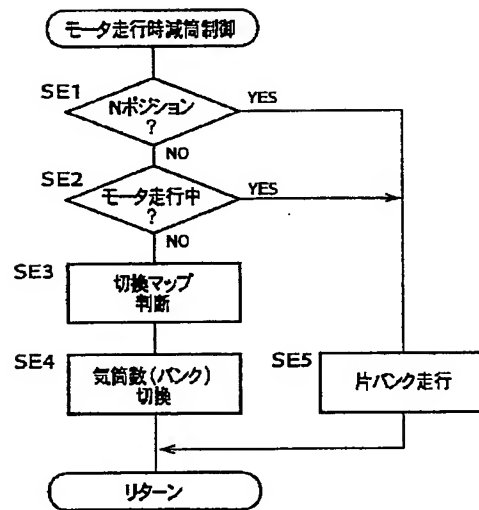 モータ走行時減筒制御
SE1
Nポジション
?
YES
NO
SE2
モータ走行中
?
YES
NO
SE3
切換マップ
判断
SE4
気筒数(バンク)
切換
SE5
片バンク走行
リターン